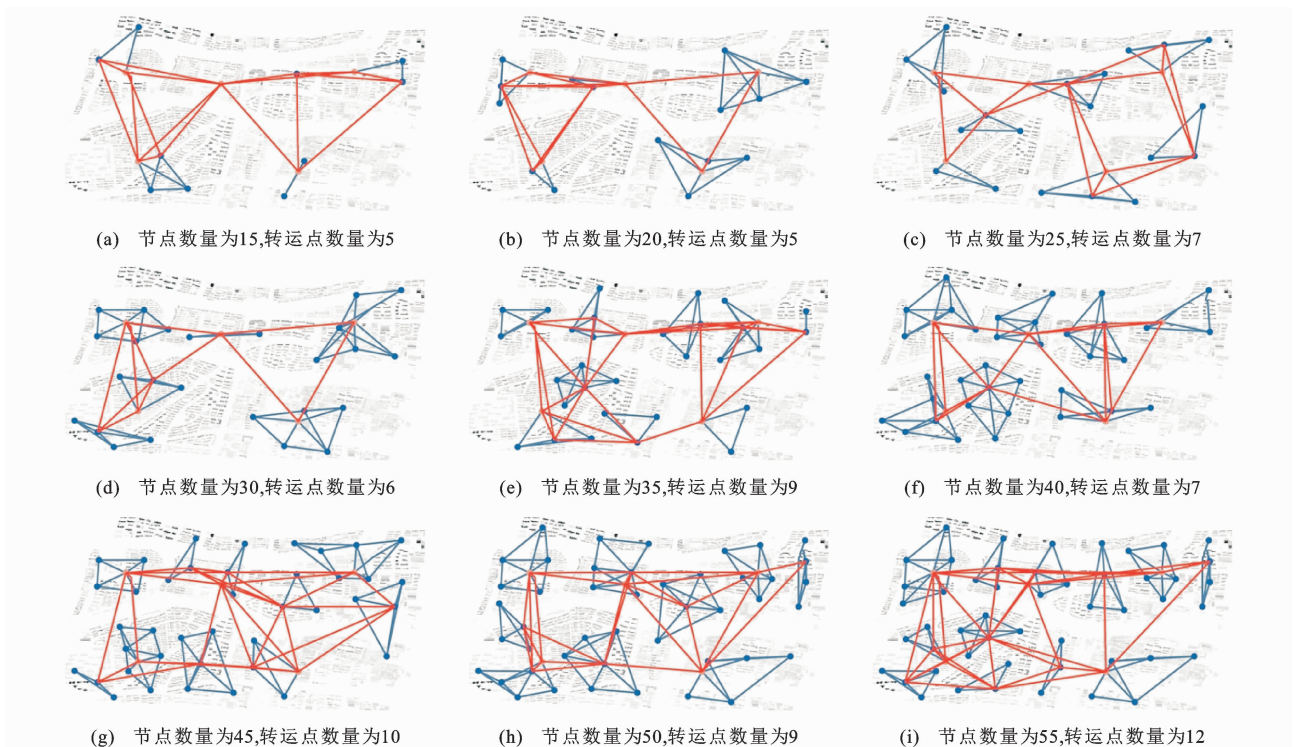 (a) 节点数量为15,转运点数量为5
(b) 节点数量为20,转运点数量为5
(c) 节点数量为25,转运点数量为7
(d) 节点数量为30,转运点数量为6
(e) 节点数量为35,转运点数量为9
(f) 节点数量为40,转运点数量为7
(g) 节点数量为45,转运点数量为10
(h) 节点数量为50,转运点数量为9
(i) 节点数量为55,转运点数量为12